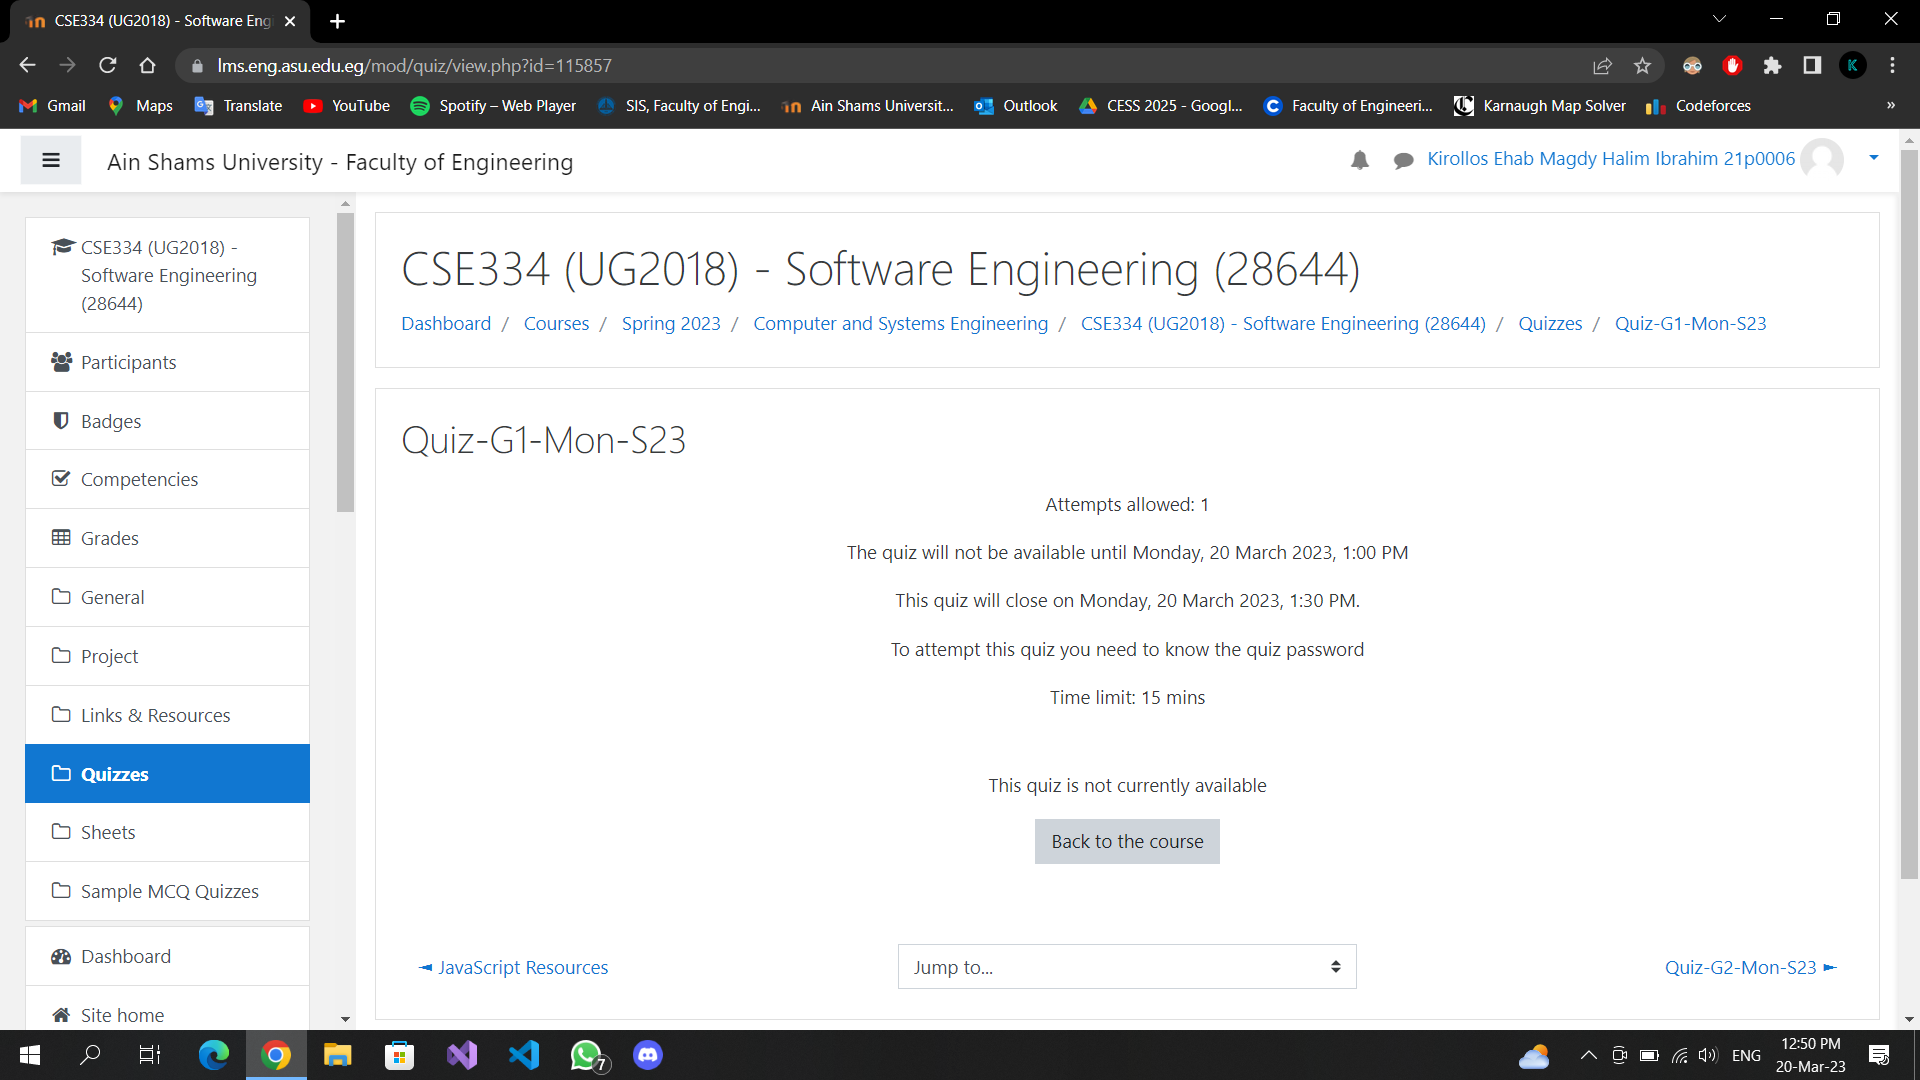 CSE334 (UG2018) - Software Eng
lms.eng.asu.edu.eg/mod/quiz/view.php?id=115857
K
Gmail Maps Translate YouTube Spotify – Web Player SIS, Faculty of Engi... Ain Shams Universit... Outlook CESS 2025 - Googl... Faculty of Engineeri... Karnaugh Map Solver Codeforces »
Ain Shams University - Faculty of Engineering
Kirollos Ehab Magdy Halim Ibrahim 21p0006
CSE334 (UG2018) -
Software Engineering
(28644)
Participants
Badges
Competencies
Grades
General
Project
Links & Resources
Quizzes
Sheets
Sample MCQ Quizzes
Dashboard
Site home
CSE334 (UG2018) - Software Engineering (28644)
Dashboard / Courses / Spring 2023 / Computer and Systems Engineering / CSE334 (UG2018) - Software Engineering (28644) / Quizzes / Quiz-G1-Mon-S23
Quiz-G1-Mon-S23
Attempts allowed: 1
The quiz will not be available until Monday, 20 March 2023, 1:00 PM
This quiz will close on Monday, 20 March 2023, 1:30 PM.
To attempt this quiz you need to know the quiz password
Time limit: 15 mins
This quiz is not currently available
Back to the course
◄ JavaScript Resources
Jump to...
Quiz-G2-Mon-S23 ►
7
ENG
12:50 PM
20-Mar-23